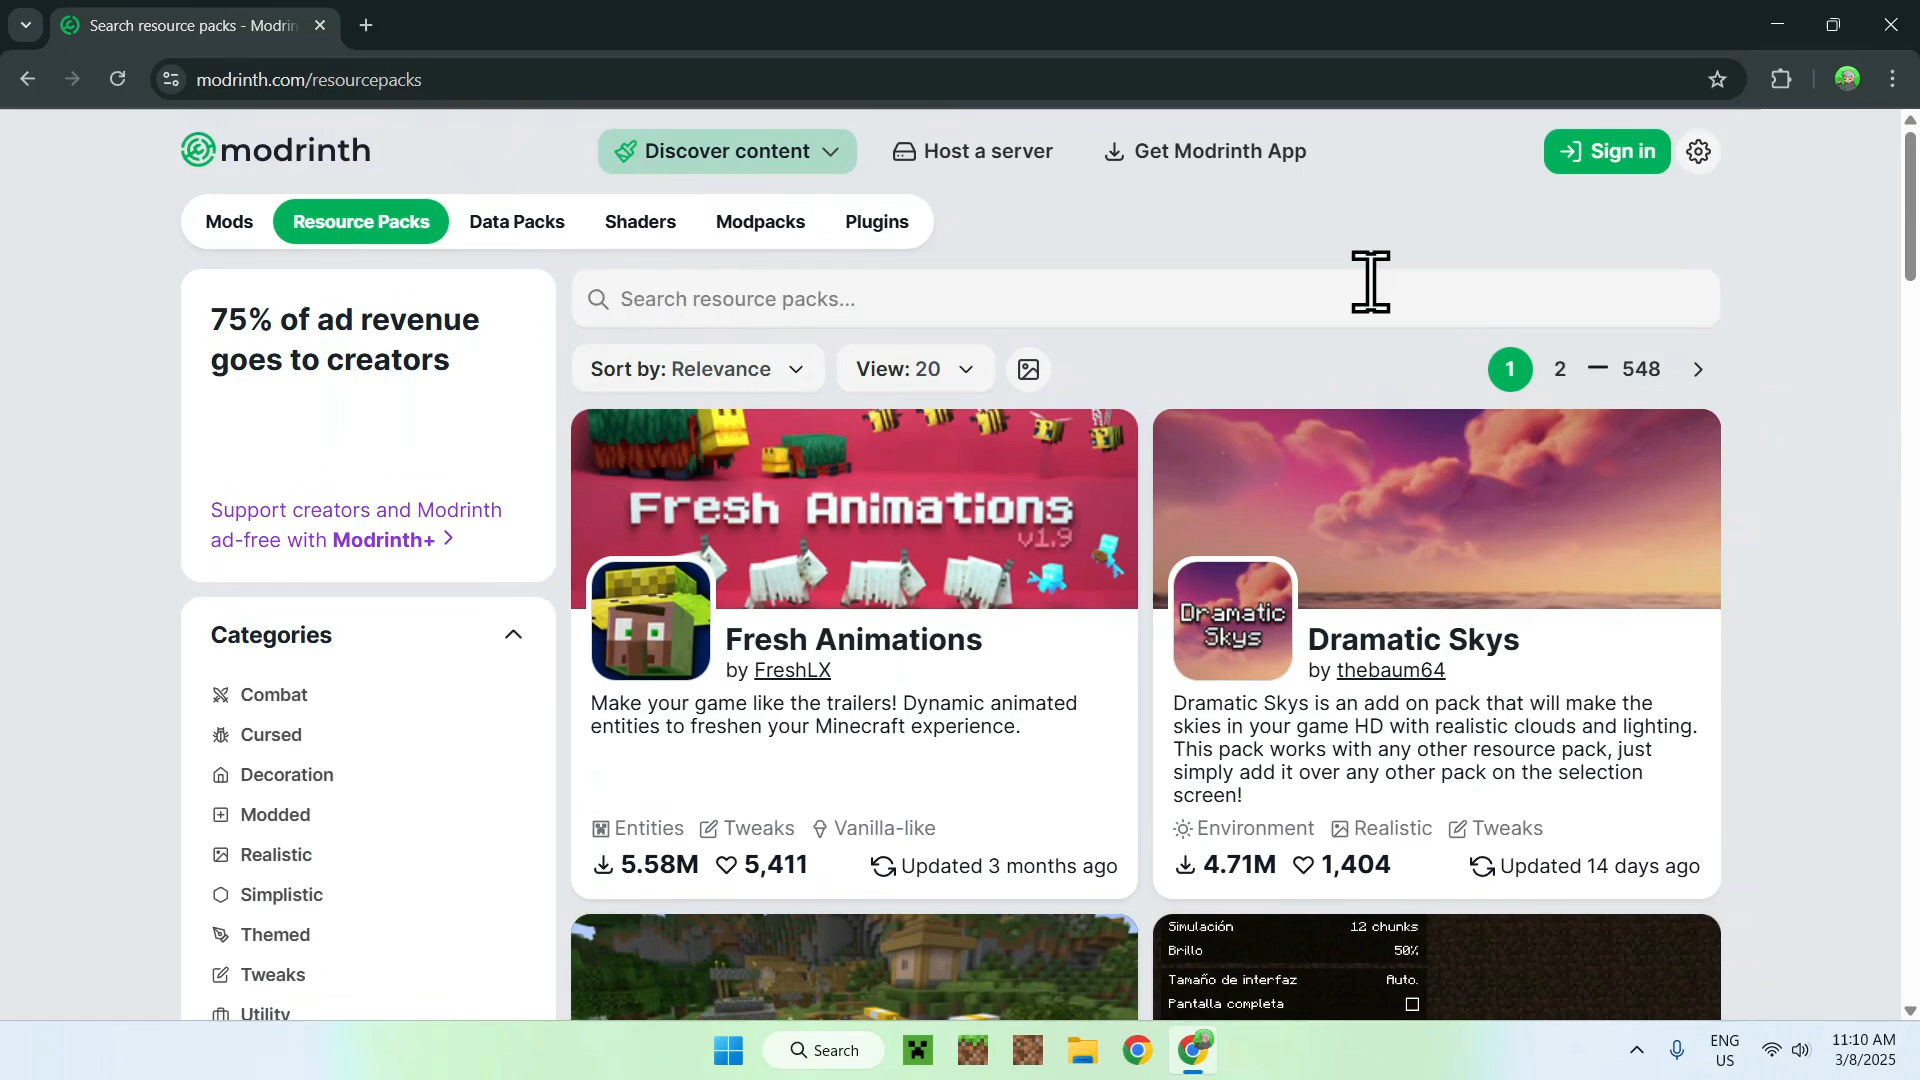 Search resource packs - Modrin
modrinth.com/resourcepacks
modrinth
Discover content
Host a server
Get Modrinth App
Sign in
Mods
Resource Packs
Data Packs
Shaders
Modpacks
Plugins
75% of ad revenue
goes to creators
Support creators and Modrinth
ad-free with Modrinth+
Search resource packs...
Sort by: Relevance
View: 20
1
2
548
Categories
Combat
Cursed
Decoration
Modded
Realistic
Simplistic
Themed
Tweaks
Utility
Fresh Animations
v1.9
Fresh Animations
by FreshLX
Make your game like the trailers! Dynamic animated
entities to freshen your Minecraft experience.
Entities Tweaks Vanilla-like
5.58M 5,411 Updated 3 months ago
Dramatic
Skys
Dramatic Skys
by thebaum64
Dramatic Skys is an add on pack that will make the
skies in your game HD with realistic clouds and lighting.
This pack works with any other resource pack, just
simply add it over any other pack on the selection
screen!
Environment Realistic Tweaks
4.71M 1,404 Updated 14 days ago
Simulación 12 chunks
Brillo 50%
Tamaño de interfaz Auto.
Pantalla completa
Search
ENG
US
11:10 AM
3/8/2025